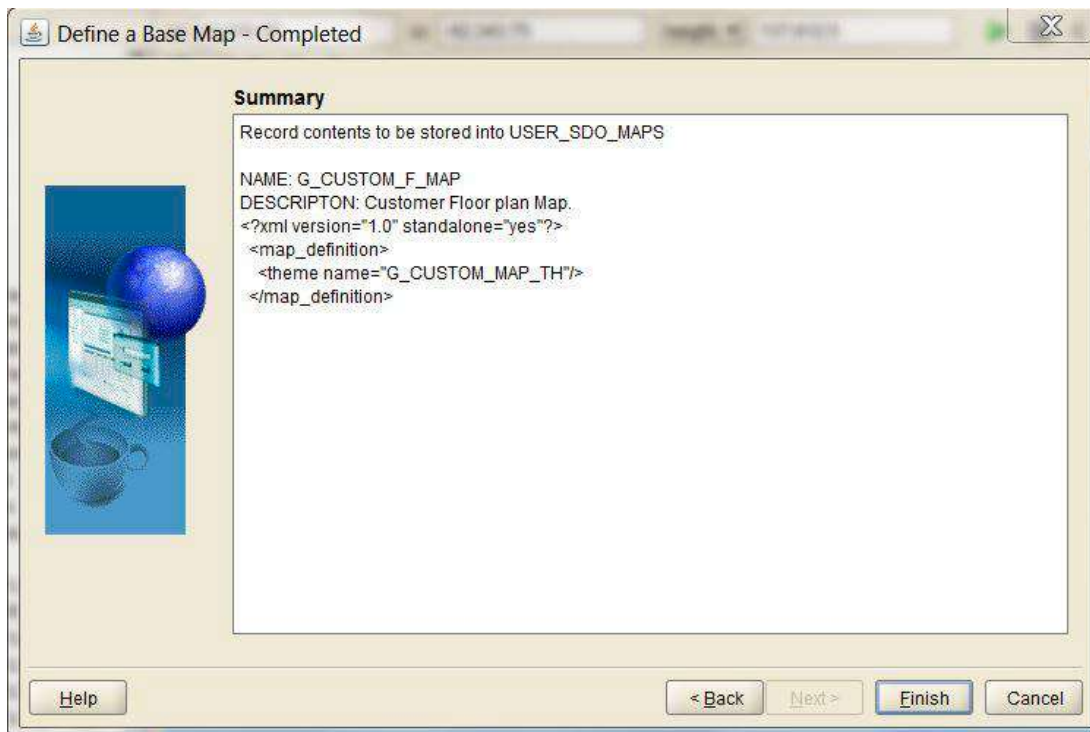 Define a Base Map - Completed
Summary
Record contents to be stored into USER_SDO_MAPS
NAME: G_CUSTOM_F_MAP
DESCRIPTON: Customer Floor plan Map.
<?xml version="1.0" standalone="yes"?>
<map_definition>
<theme name="G_CUSTOM_MAP_TH"/>
</map_definition>
Help
< Back
Next >
Finish
Cancel